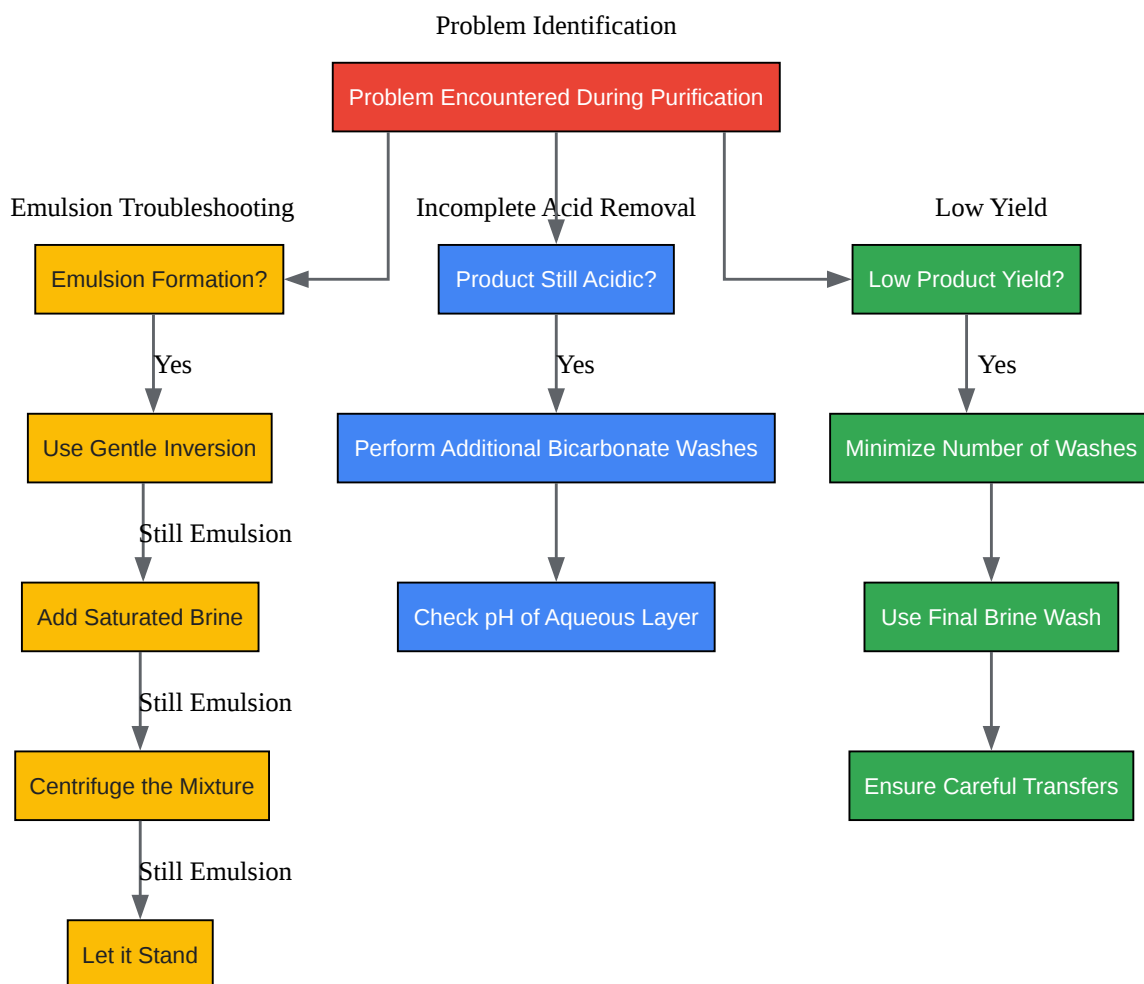 Problem Identification
Problem Encountered During Purification
Emulsion Troubleshooting
Incomplete Acid Removal
Low Yield
Emulsion Formation?
Product Still Acidic?
Low Product Yield?
Yes
Yes
Yes
Use Gentle Inversion
Perform Additional Bicarbonate Washes
Minimize Number of Washes
Still Emulsion
Add Saturated Brine
Check pH of Aqueous Layer
Use Final Brine Wash
Still Emulsion
Centrifuge the Mixture
Ensure Careful Transfers
Still Emulsion
Let it Stand